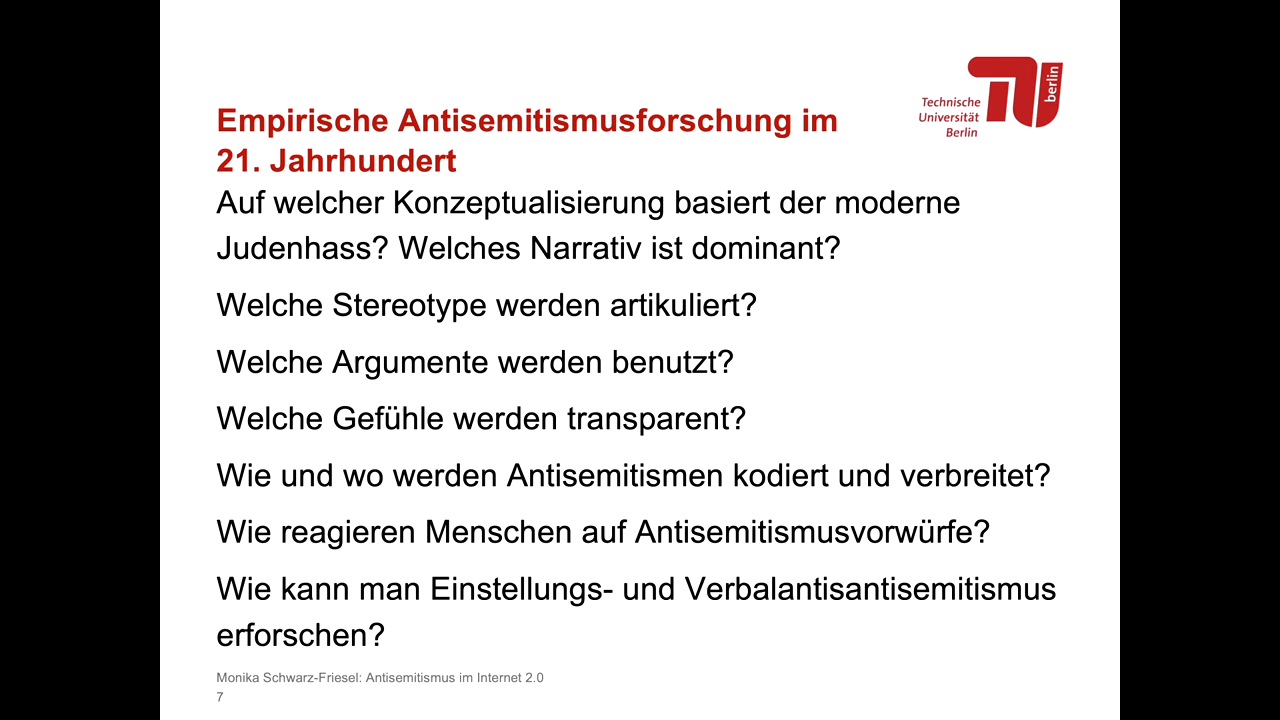 Technische
Universität
Berlin
berlin
Empirische Antisemitismusforschung im
21. Jahrhundert
Auf welcher Konzeptualisierung basiert der moderne
Judenhass? Welches Narrativ ist dominant?
Welche Stereotype werden artikuliert?
Welche Argumente werden benutzt?
Welche Gefühle werden transparent?
Wie und wo werden Antisemitismen kodiert und verbreitet?
Wie reagieren Menschen auf Antisemitismusvorwürfe?
Wie kann man Einstellungs- und Verbalantisantisemitismus
erforschen?
Monika Schwarz-Friesel: Antisemitismus im Internet 2.0
7